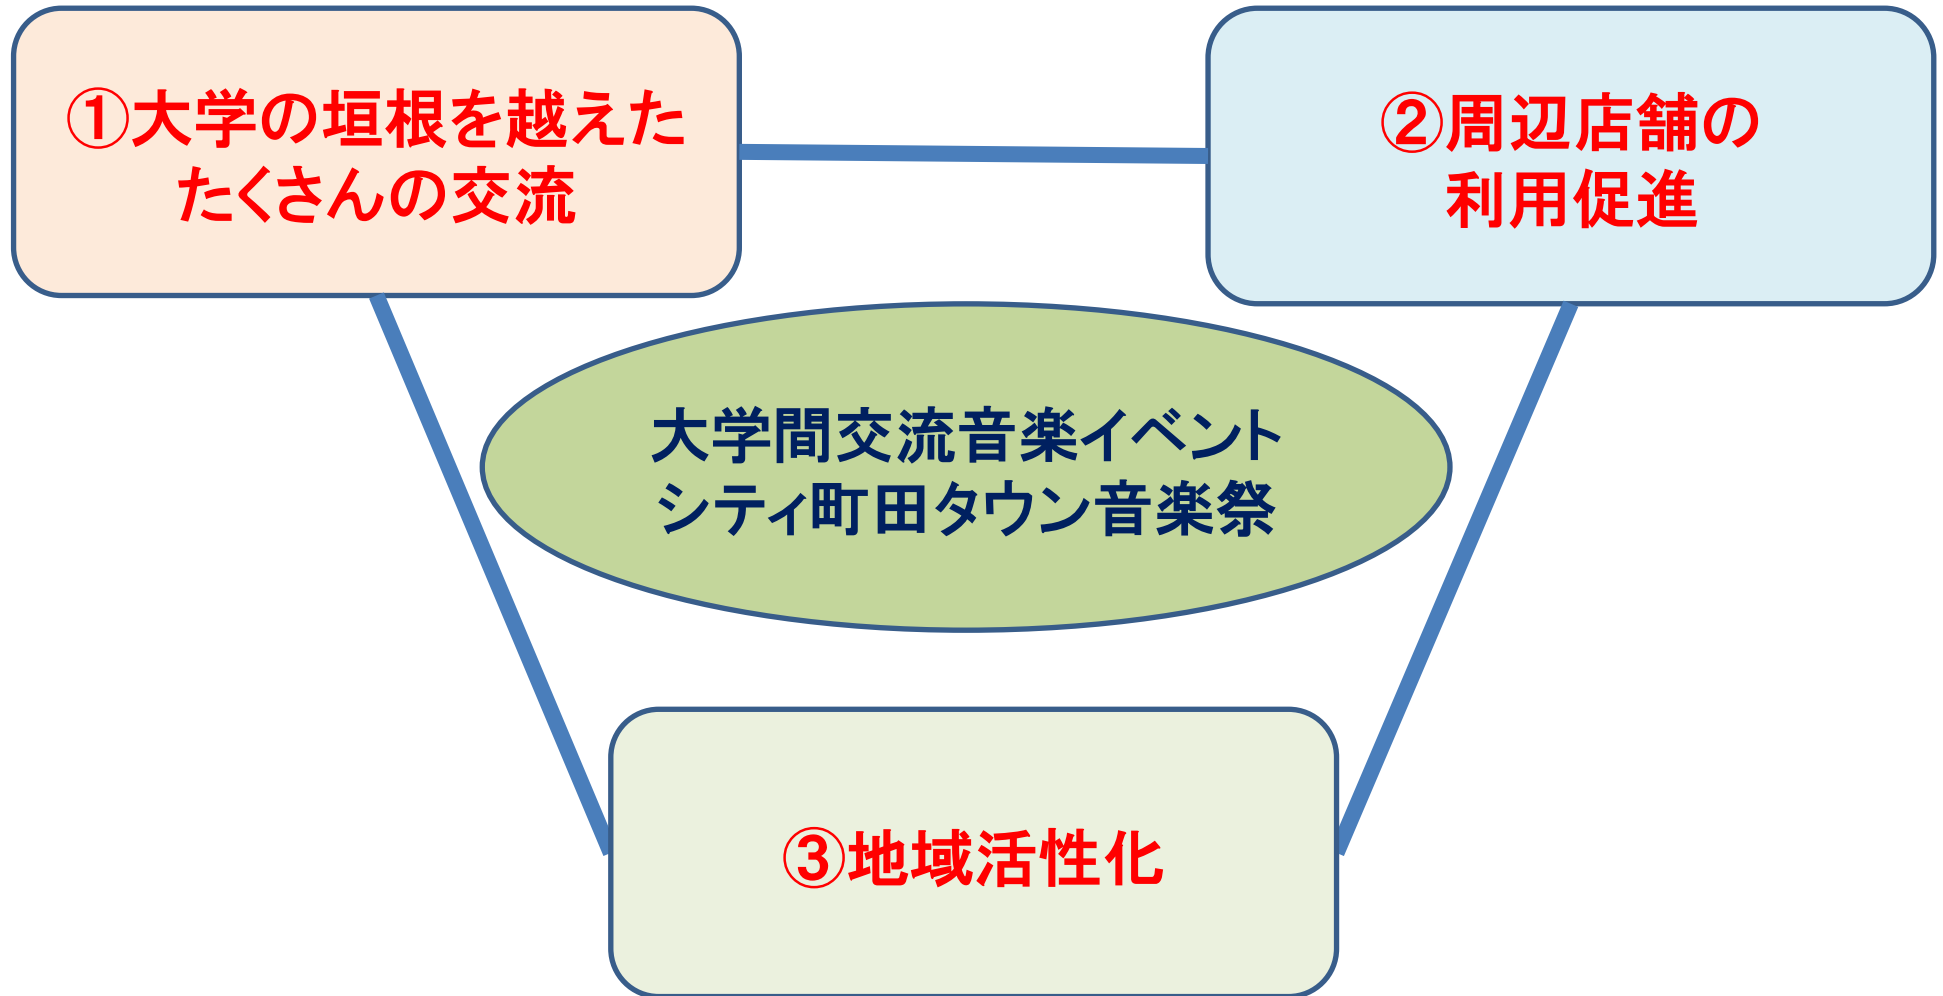 ①大学の垣根を越えた
たくさんの交流
②周辺店舗の
利用促進
大学間交流音楽イベント
シティ町田タウン音楽祭
③地域活性化